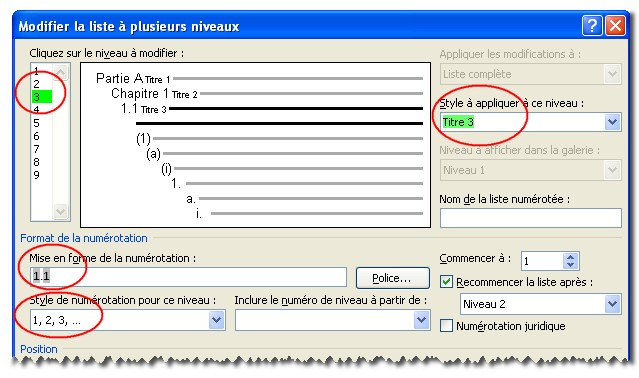 Modifier la liste à plusieurs niveaux
Cliquez sur le niveau à modifier :
1
2
3
4
5
6
7
8
9
Partie A Titre 1
Chapitre 1 Titre 2
1.1 Titre 3
(1)
(a)
(i)
1.
a.
i.
Appliquer les modifications à :
Liste complète
Style à appliquer à ce niveau :
Titre 3
Niveau à afficher dans la galerie :
Niveau 1
Nom de la liste numérotée :
Format de la numérotation
Mise en forme de la numérotation :
1.1
Police...
Commencer à :
1
Recommencer la liste après :
Niveau 2
Numérotation juridique
Style de numérotation pour ce niveau :
1, 2, 3, ...
Inclure le numéro de niveau à partir de :
Position